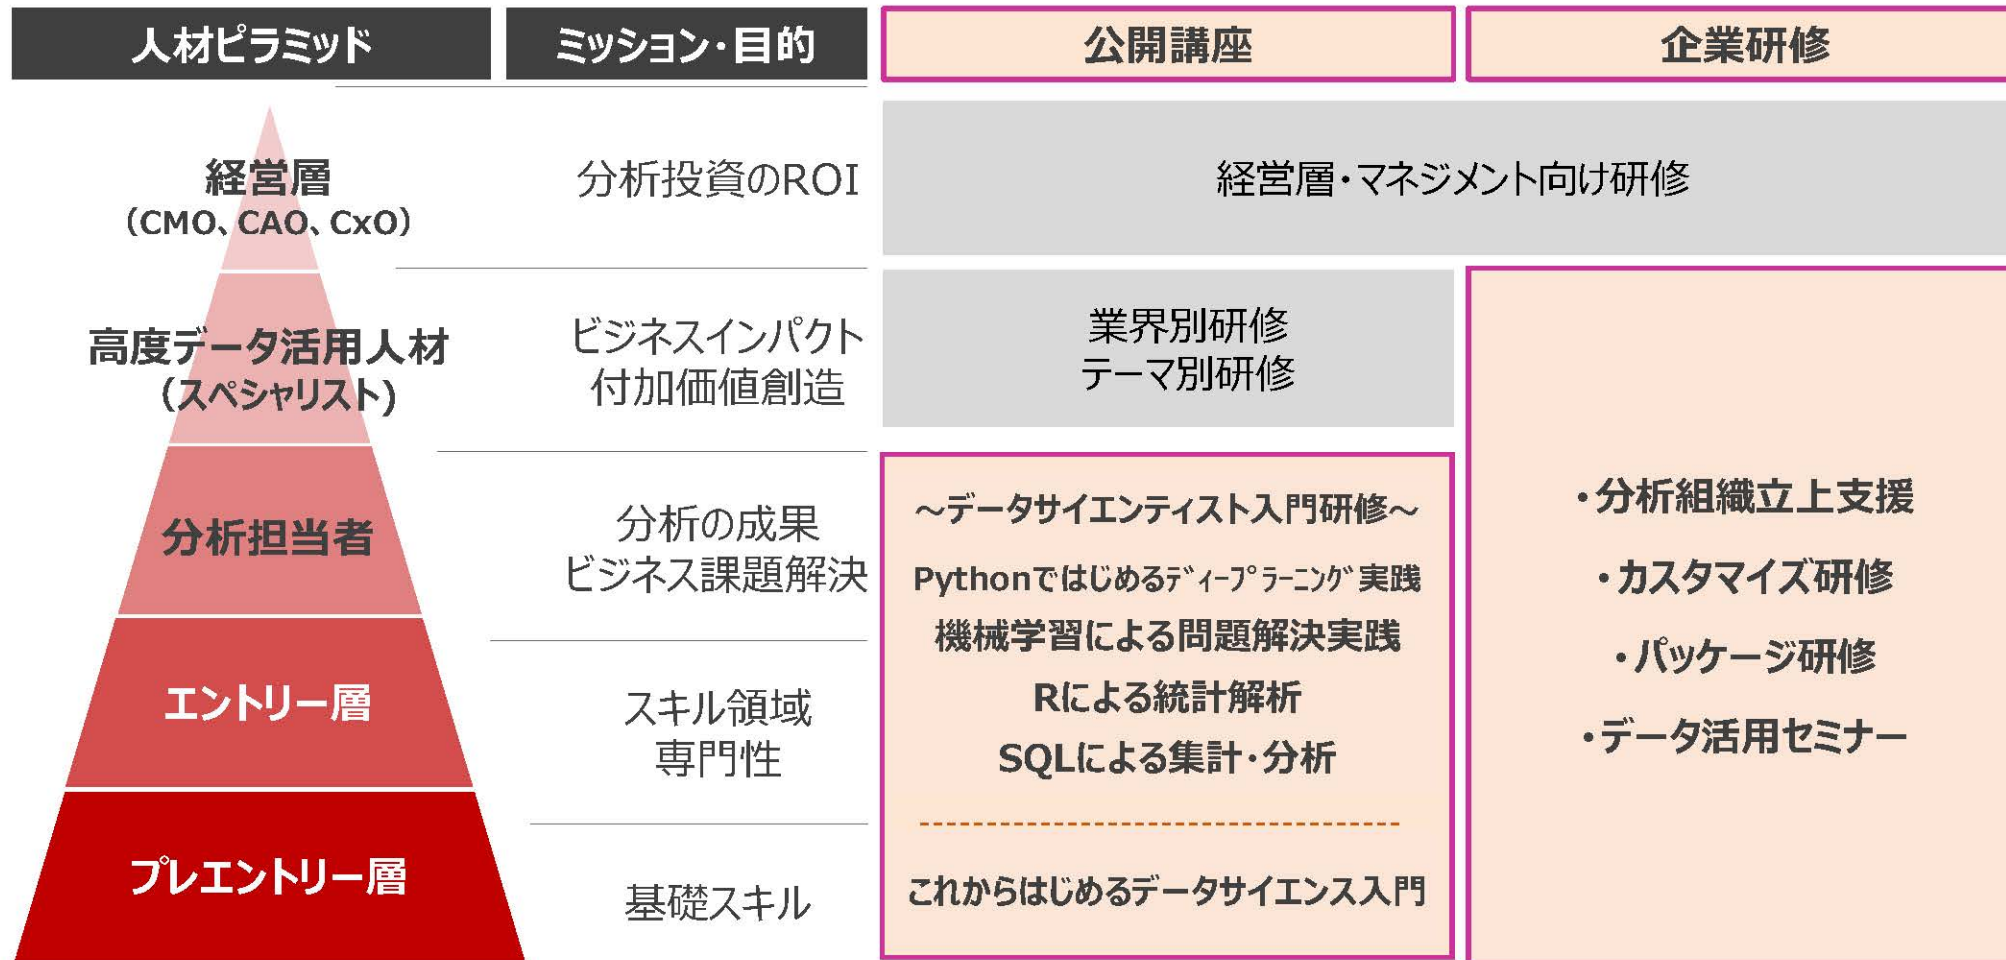 人材ピラミッド
ミッション・目的
公開講座
企業研修
経営層
（CMO、CAO、CxO）
分析投資のROI
経営層・マネジメント向け研修
高度データ活用人材
（スペシャリスト）
ビジネスインパクト
付加価値創造
業界別研修
テーマ別研修
分析担当者
分析の成果
ビジネス課題解決
エントリー層
スキル領域
専門性
プレエントリー層
基礎スキル
～データサイエンティスト入門研修～
Pythonではじめるﾃﾞｨｰﾌﾟﾗｰﾆﾝｸﾞ実践
機械学習による問題解決実践
Rによる統計解析
SQLによる集計・分析
これからはじめるデータサイエンス入門
・分析組織立上支援
・カスタマイズ研修
・パッケージ研修
・データ活用セミナー